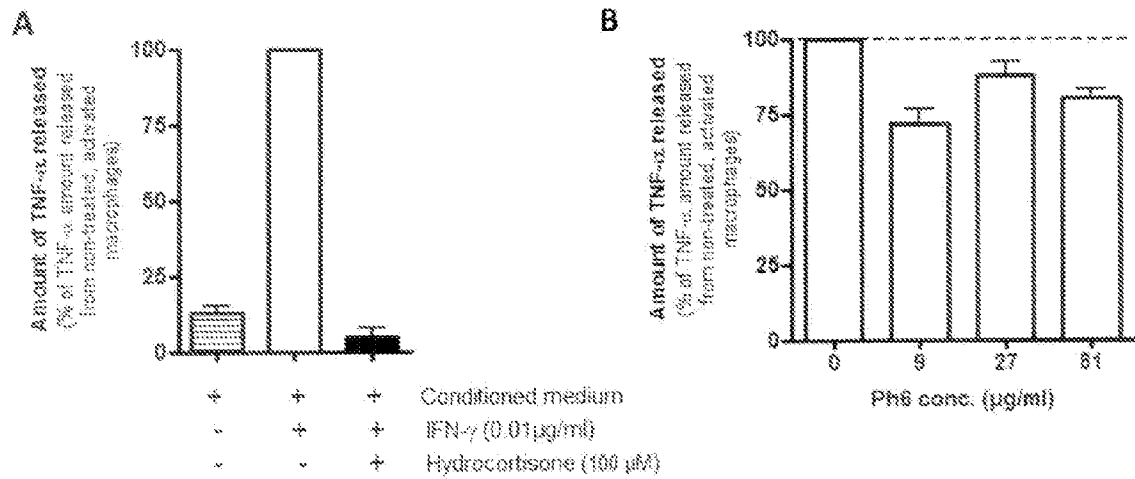 A
Amount of TNF-α released
(% of TNF-α amount released
from non-treated, activated
macrophages)
100
75
50
25
0
+ + + Conditioned medium
- + + IFN-γ (0.01µg/ml)
- - + Hydrocortisone (100 µM)
B
Amount of TNF-α released
(% of TNF-α amount released
from non-treated, activated
macrophages)
100
75
50
25
0
0 9 27 81
Ph6 conc. (µg/ml)